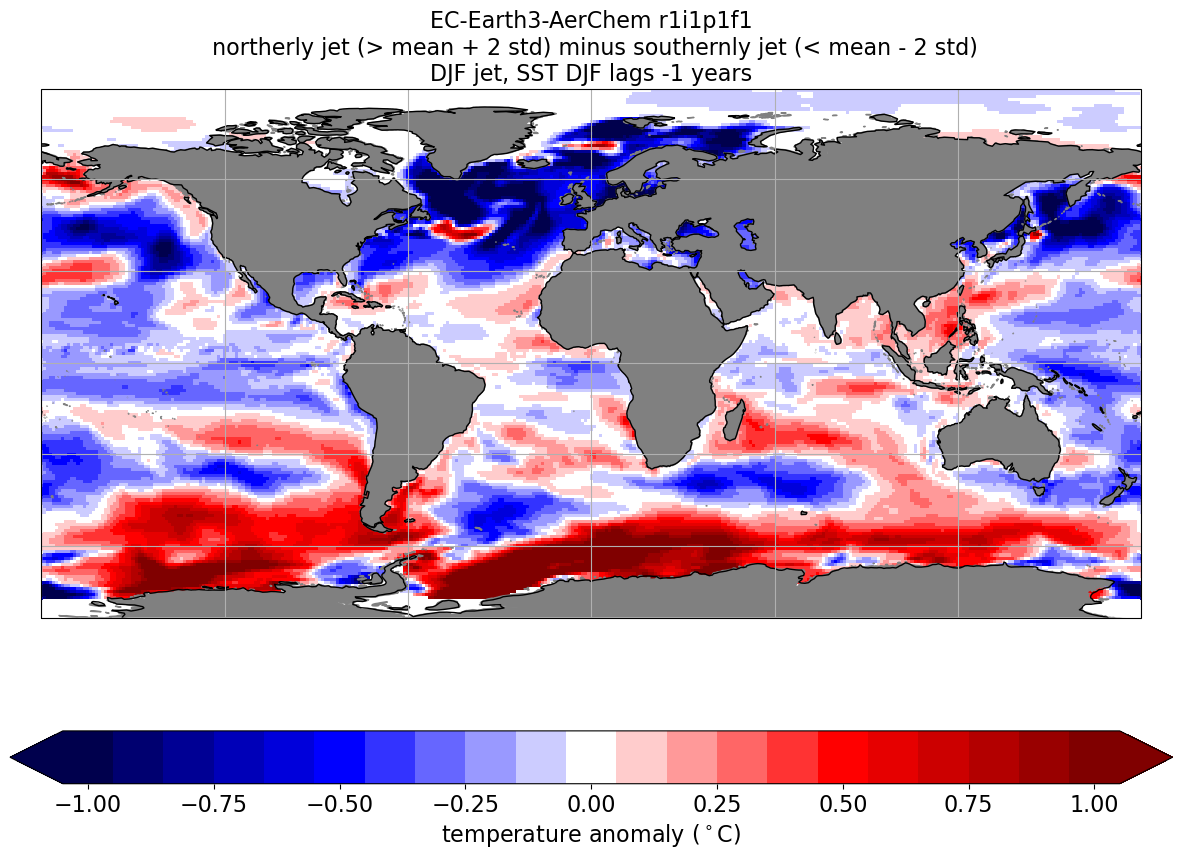 EC-Earth3-AerChem r1i1p1f1
northerly jet (> mean + 2 std) minus southernly jet (< mean - 2 std)
DJF jet, SST DJF lags -1 years
−1.00 −0.75 −0.50 −0.25 0.00 0.25 0.50 0.75 1.00
temperature anomaly (°C)